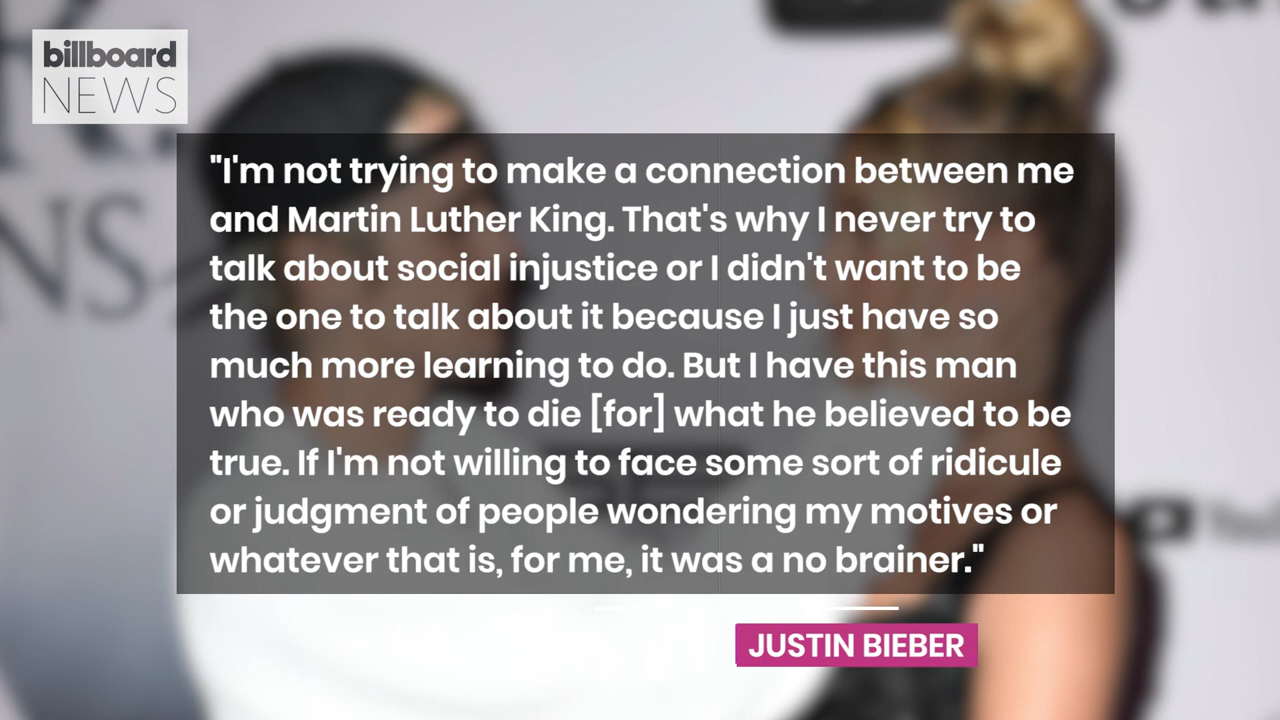 billboard
NEWS
"I'm not trying to make a connection between me
and Martin Luther King. That's why I never try to
talk about social injustice or I didn't want to be
the one to talk about it because I just have so
much more learning to do. But I have this man
who was ready to die [for] what he believed to be
true. If I'm not willing to face some sort of ridicule
or judgment of people wondering my motives or
whatever that is, for me, it was a no brainer."
JUSTIN BIEBER